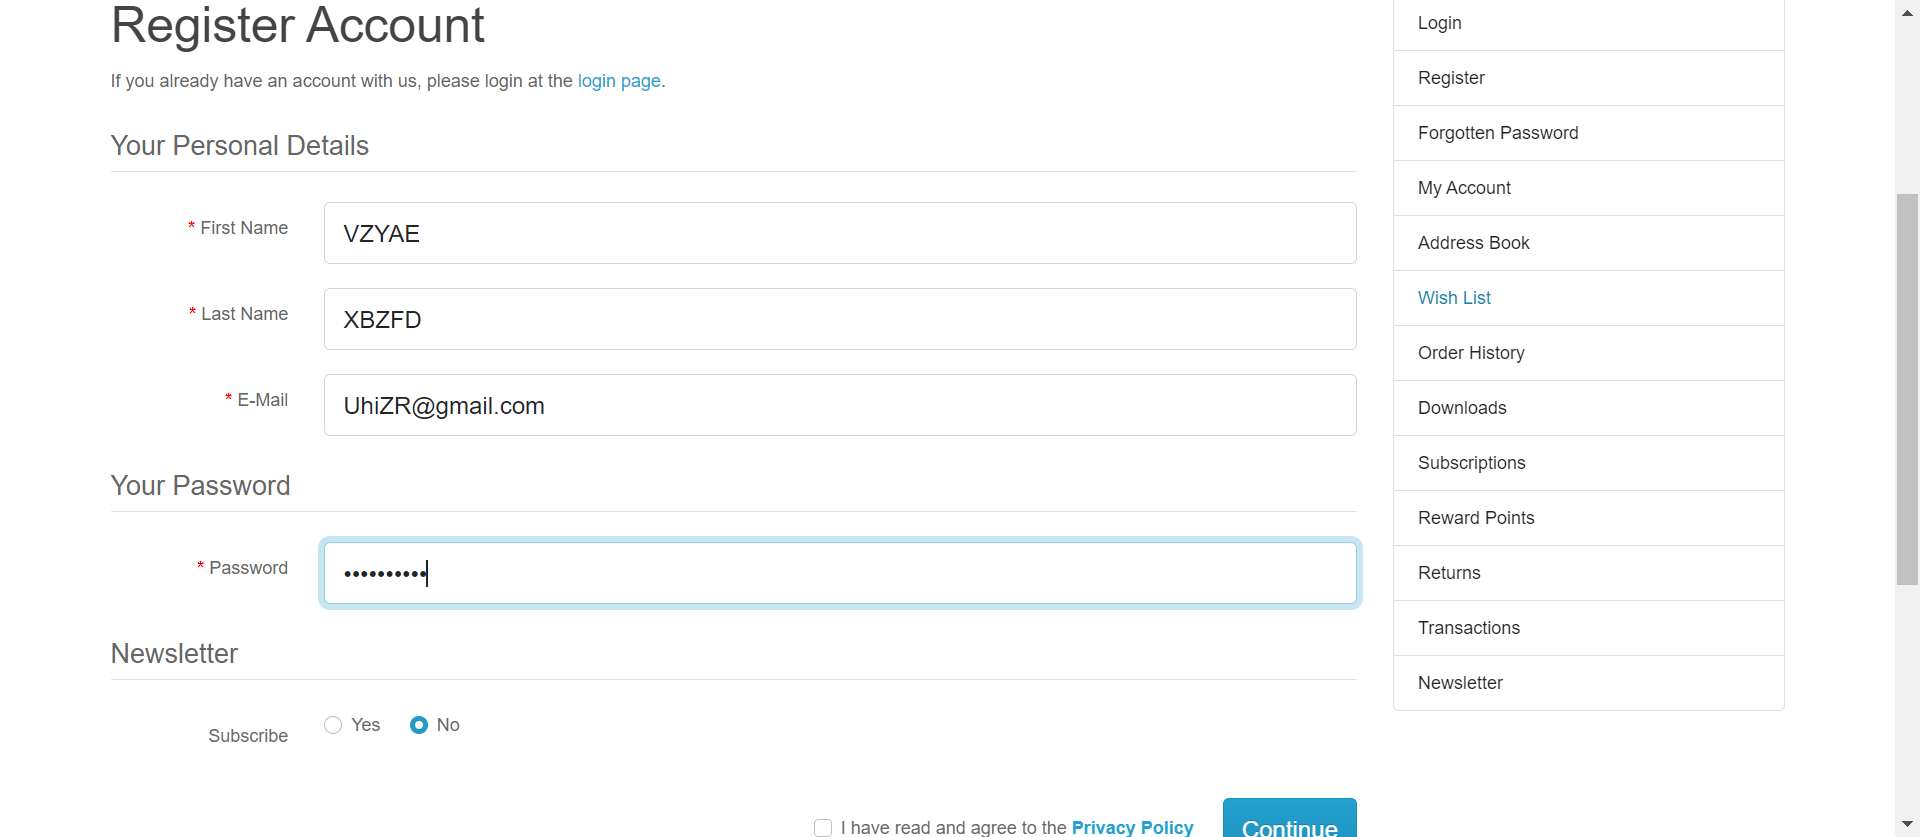 Register Account
If you already have an account with us, please login at the login page.
Your Personal Details
* First Name
VZYAE
* Last Name
XBZFD
* E-Mail
UhiZR@gmail.com
Your Password
* Password
••••••••••
Newsletter
Subscribe
Yes
No
I have read and agree to the Privacy Policy
Continue
Login
Register
Forgotten Password
My Account
Address Book
Wish List
Order History
Downloads
Subscriptions
Reward Points
Returns
Transactions
Newsletter